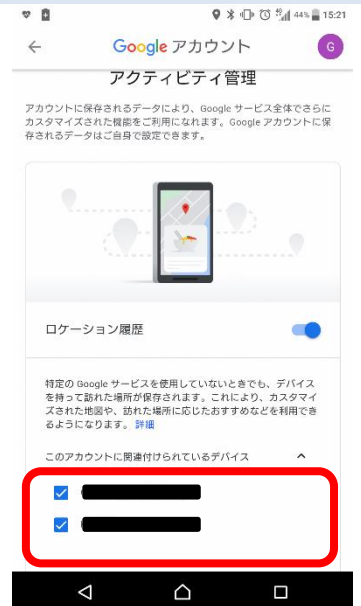 44% 15:21
Google アカウント
G
アクティビティ管理
アカウントに保存されるデータにより、Google サービス全体でさらに
カスタマイズされた機能をご利用になれます。Google アカウントに保
存されるデータはご自身で設定できます。
ロケーション履歴
特定の Google サービスを使用していないときでも、デバイス
を持って訪れた場所が保存されます。これにより、カスタマイ
ズされた地図や、訪れた場所に応じたおすすめなどを利用でき
るようになります。 詳細
このアカウントに関連付けられているデバイス